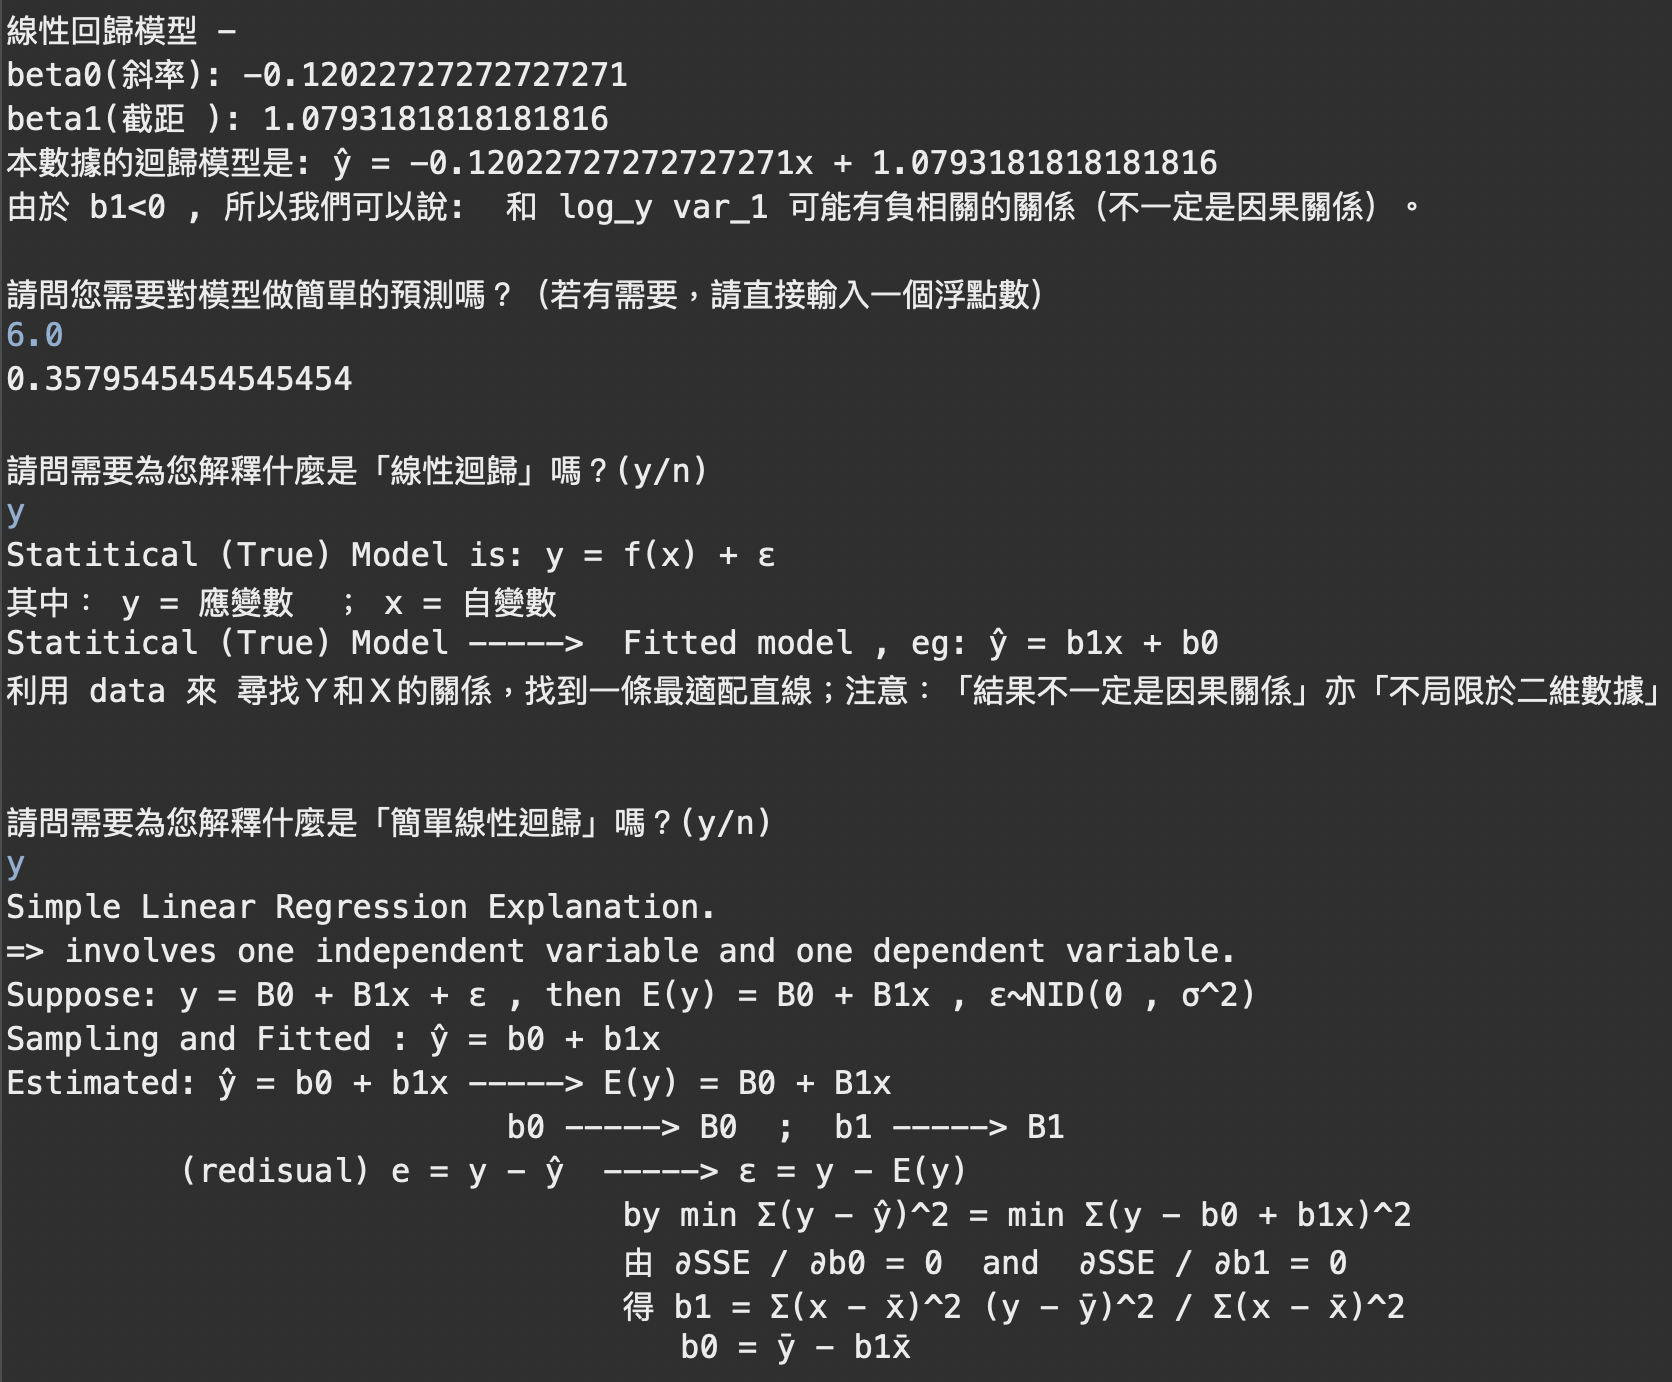 線性回歸模型 -
beta0(斜率): -0.12022727272727271
beta1(截距 ): 1.0793181818181816
本數據的迴歸模型是: ŷ = -0.12022727272727271x + 1.0793181818181816
由於 b1<0 , 所以我們可以說:  和 log_y var_1 可能有負相關的關係（不一定是因果關係）。
請問您需要對模型做簡單的預測嗎？（若有需要，請直接輸入一個浮點數）
6.0
0.3579545454545454
請問需要為您解釋什麼是「線性迴歸」嗎？(y/n)
y
Statitical (True) Model is: y = f(x) + ε
其中： y = 應變數  ； x = 自變數
Statitical (True) Model ----->  Fitted model , eg: ŷ = b1x + b0
利用 data 來 尋找Ｙ和Ｘ的關係，找到一條最適配直線；注意：「結果不一定是因果關係」亦「不局限於二維數據」
請問需要為您解釋什麼是「簡單線性迴歸」嗎？(y/n)
y
Simple Linear Regression Explanation.
=> involves one independent variable and one dependent variable.
Suppose: y = B0 + B1x + ε , then E(y) = B0 + B1x , ε~NID(0 , σ^2)
Sampling and Fitted : ŷ = b0 + b1x
Estimated: ŷ = b0 + b1x -----> E(y) = B0 + B1x
b0 -----> B0  ;  b1 -----> B1
(redisual) e = y - ŷ  -----> ε = y - E(y)
by min Σ(y - ŷ)^2 = min Σ(y - b0 + b1x)^2
由 ∂SSE / ∂b0 = 0  and  ∂SSE / ∂b1 = 0
得 b1 = Σ(x - x̄)^2 (y - ȳ)^2 / Σ(x - x̄)^2
b0 = ȳ - b1x̄